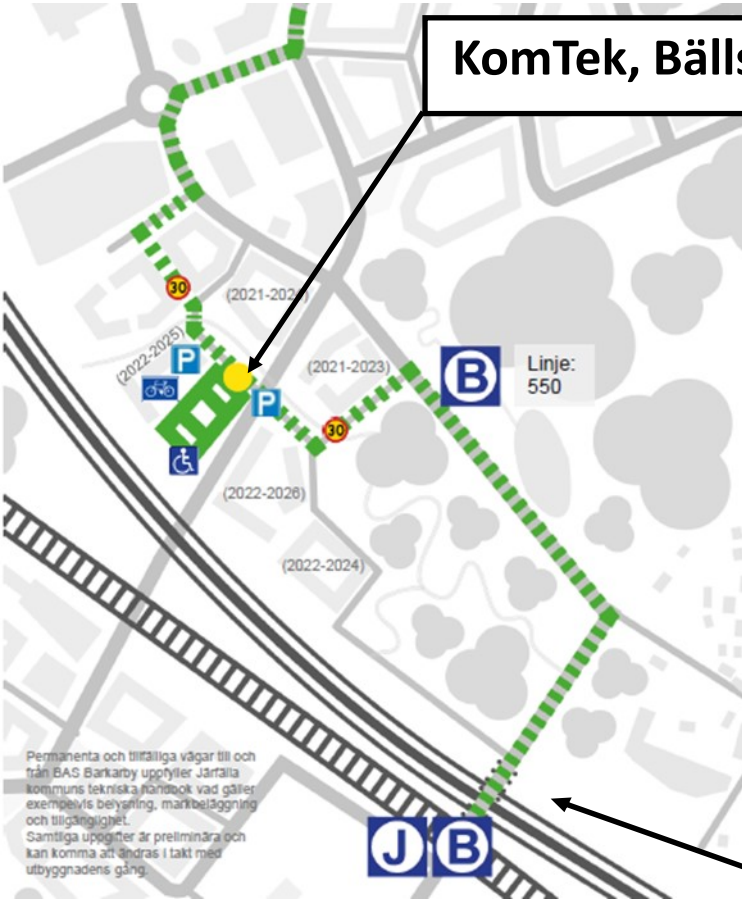 KomTek, Bälls
30
(2021-2024)
(2022-2025)
P
(2021-2023)
B
Linje:
550
P
30
(2022-2026)
(2022-2024)
Permanenta och tillfälliga vägar till och
från BAS Barkarby uppfyller Järfälla
kommuns tekniska handbok vad gäller
exempelvis belysning, markbeläggning
och tillgänglighet.
Samtliga uppgifter är preliminära och
kan komma att ändras i takt med
utbyggnadens gång.
J B